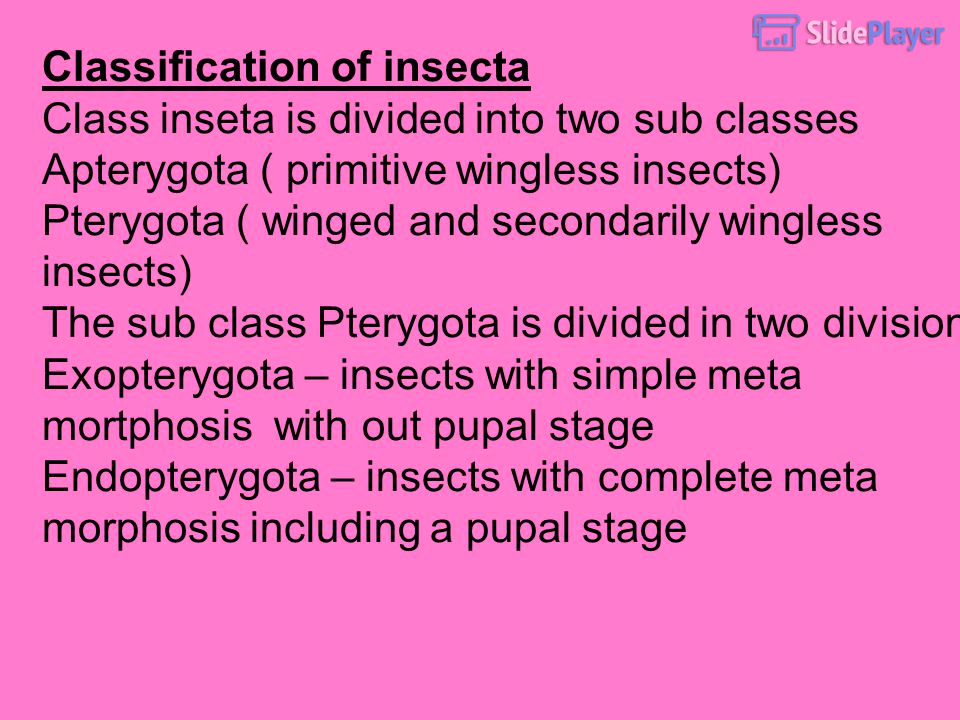 SlidePlayer
Classification of insecta
Class inseta is divided into two sub classes
Apterygota ( primitive wingless insects)
Pterygota ( winged and secondarily wingless
insects)
The sub class Pterygota is divided in two division
Exopterygota – insects with simple meta
mortphosis  with out pupal stage
Endopterygota – insects with complete meta
morphosis including a pupal stage